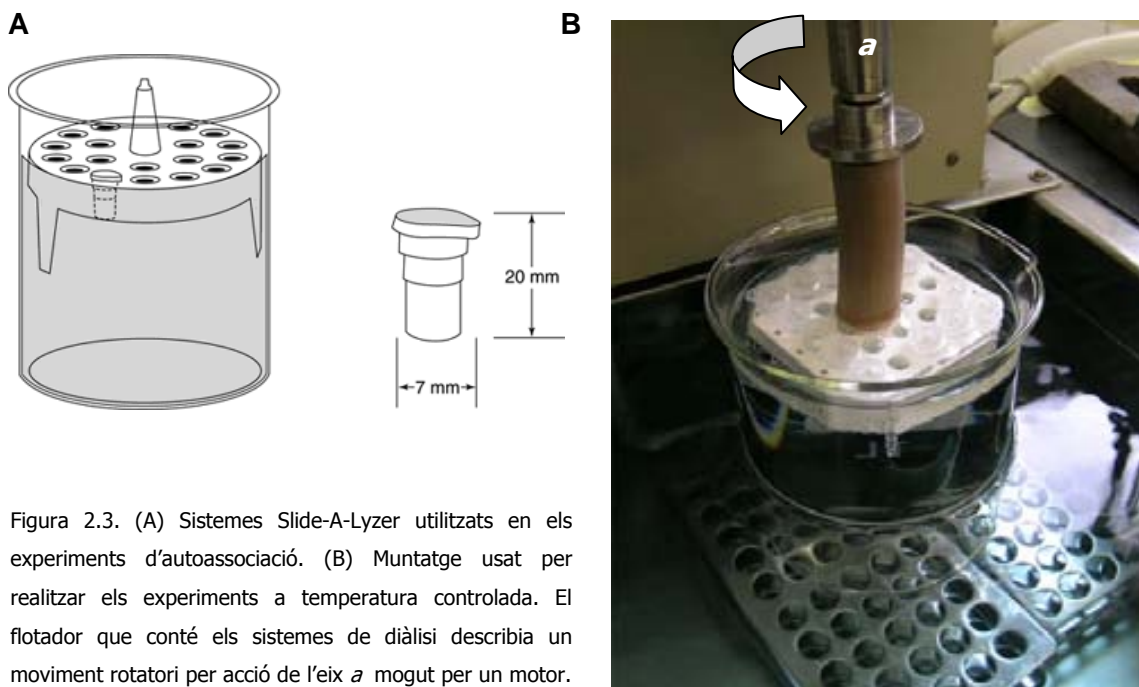 A
B
a
20 mm
7 mm
Figura 2.3. (A) Sistemes Slide-A-Lyzer utilitzats en els
experiments d'autoassociació. (B) Muntatge usat per
realitzar els experiments a temperatura controlada. El
flotador que conté els sistemes de diàlisi describia un
moviment rotatori per acció de l'eix a mogut per un motor.